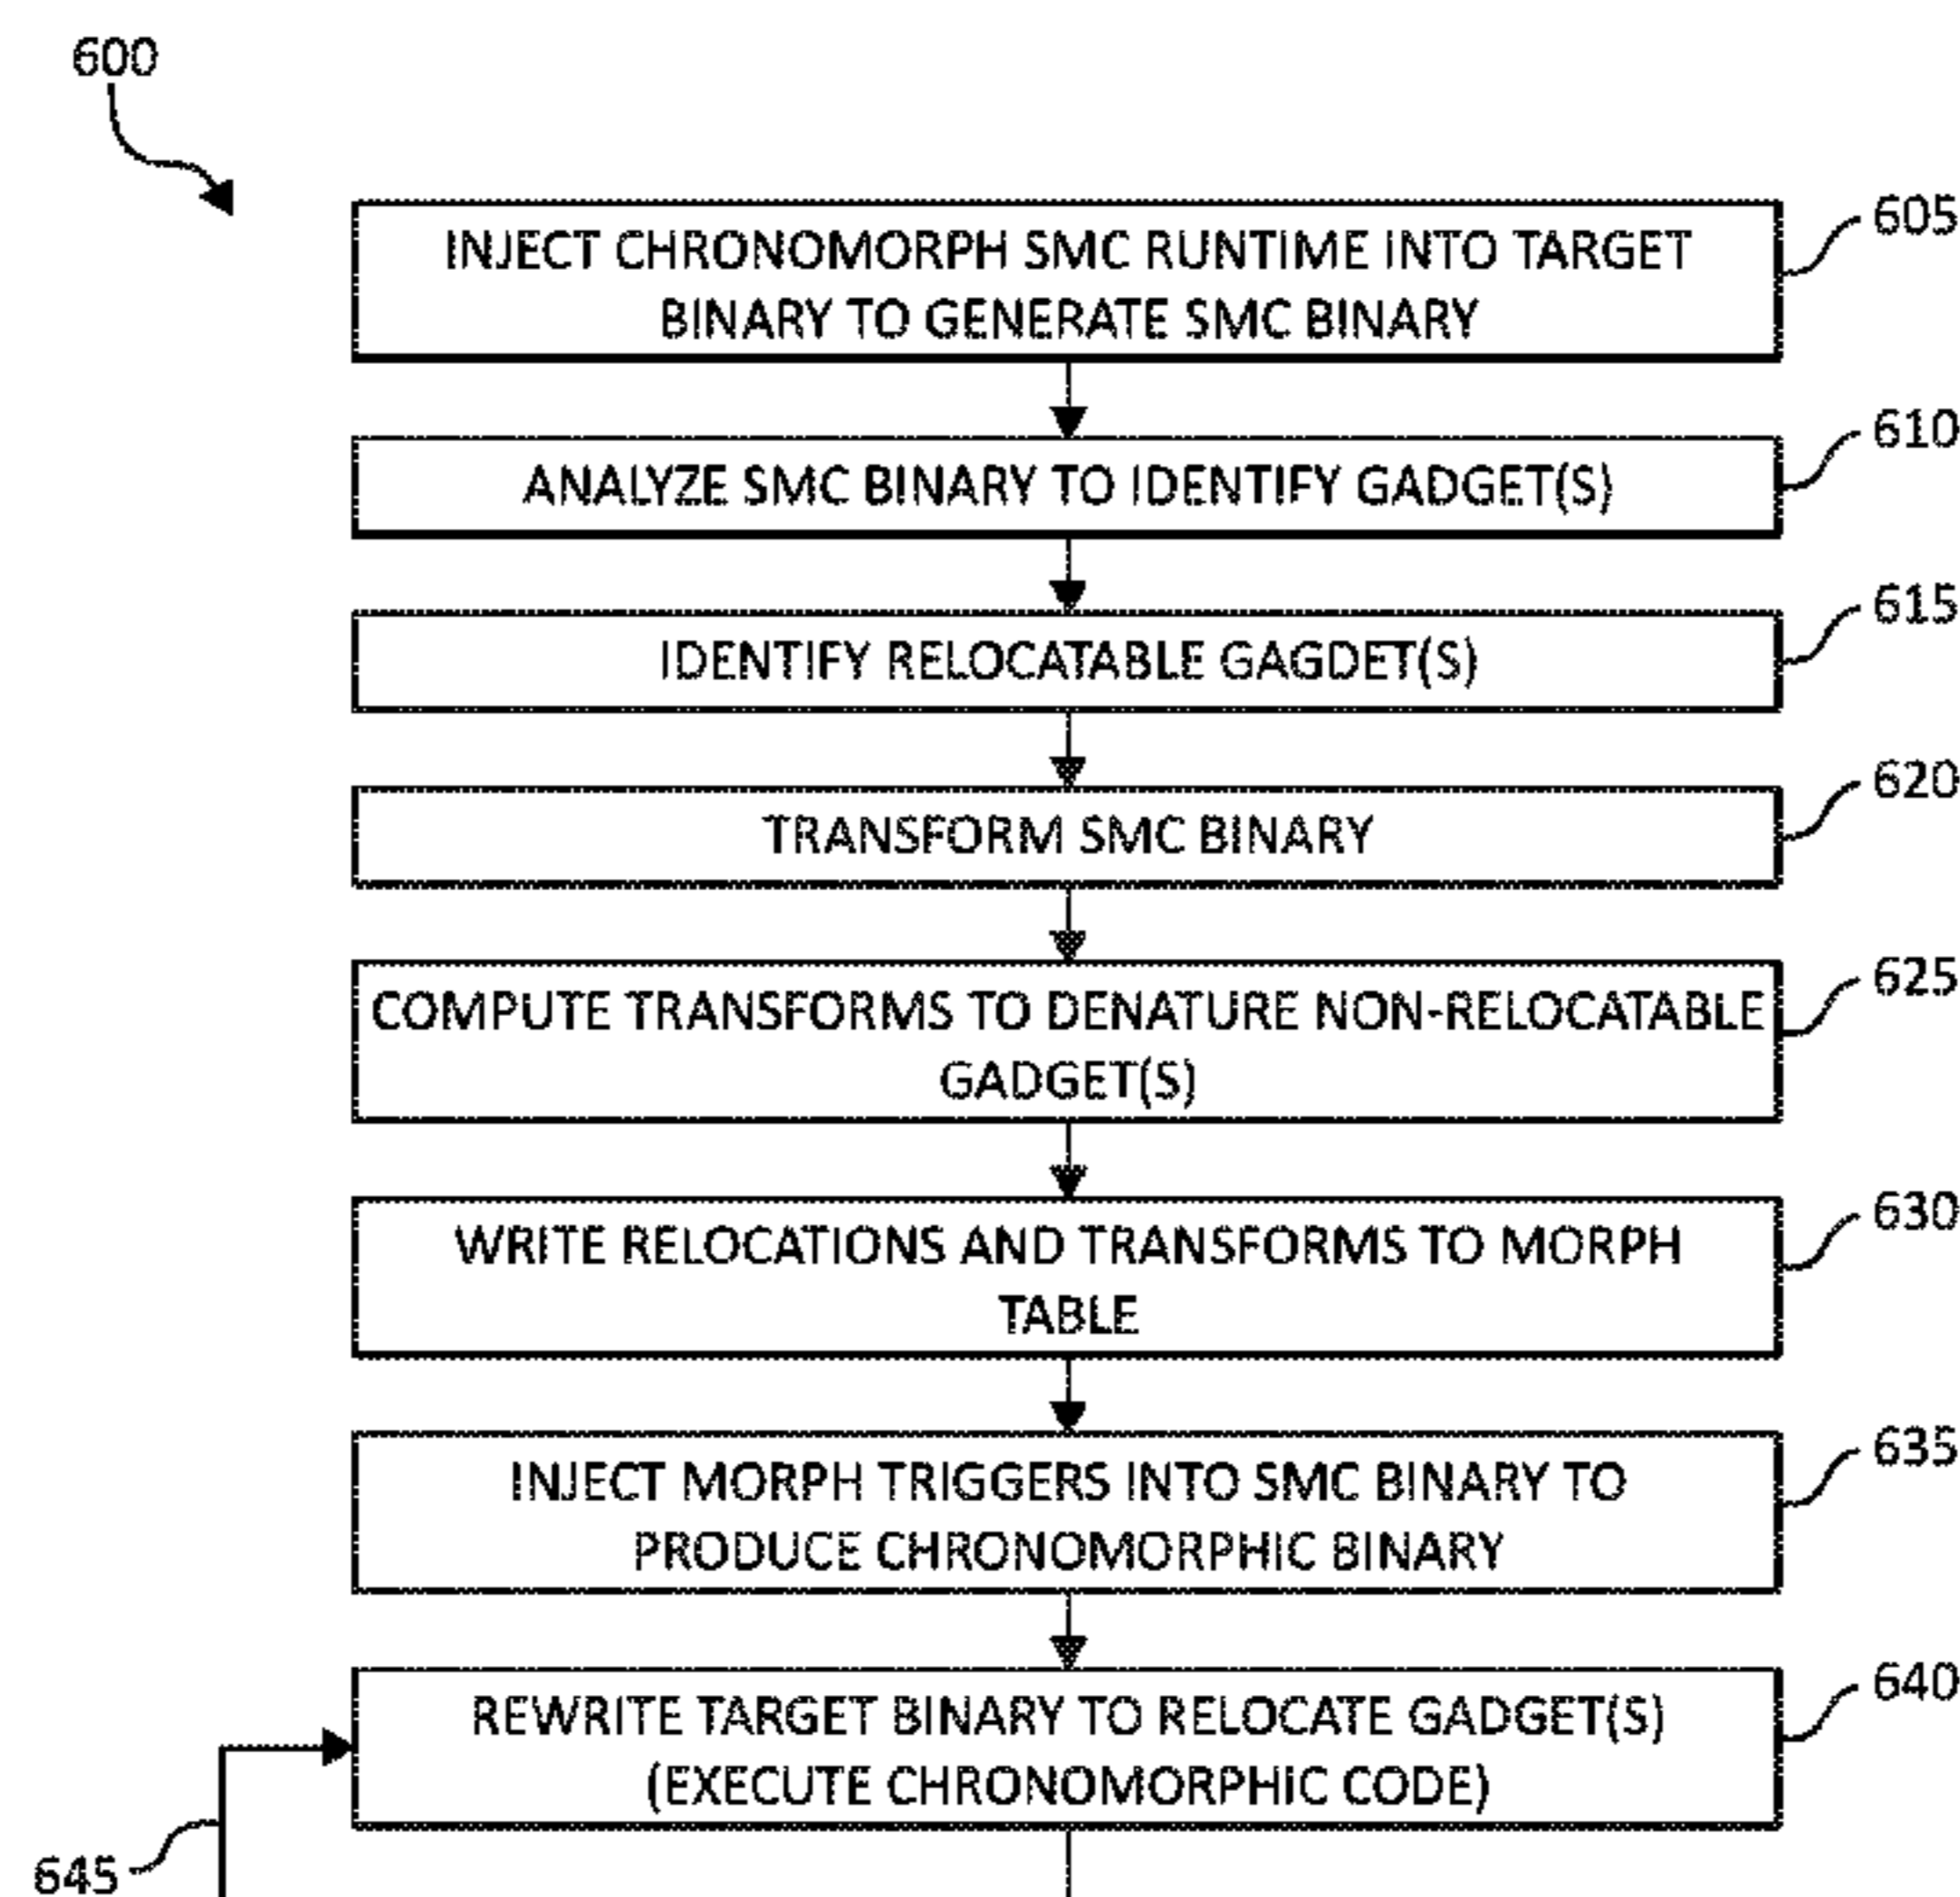 600
INJECT CHRONOMORPH SMC RUNTIME INTO TARGET
BINARY TO GENERATE SMC BINARY
605
ANALYZE SMC BINARY TO IDENTIFY GADGET(S)
610
IDENTIFY RELOCATABLE GAGDET(S)
615
TRANSFORM SMC BINARY
620
COMPUTE TRANSFORMS TO DENATURE NON-RELOCATABLE
GADGET(S)
625
WRITE RELOCATIONS AND TRANSFORMS TO MORPH
TABLE
630
INJECT MORPH TRIGGERS INTO SMC BINARY TO
PRODUCE CHRONOMORPHIC BINARY
635
REWRITE TARGET BINARY TO RELOCATE GADGET(S)
(EXECUTE CHRONOMORPHIC CODE)
640
645